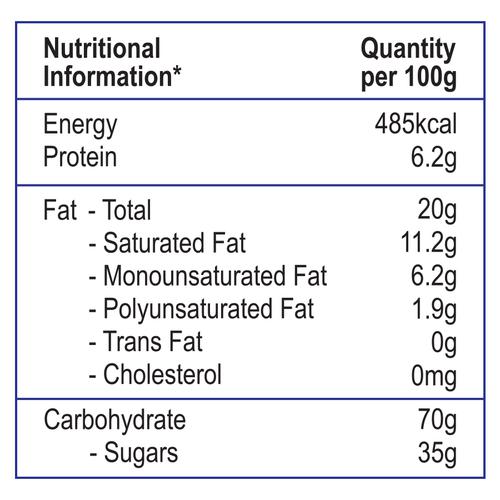 Nutritional Quantity
Information* per 100g
Energy 485kcal
Protein 6.2g
Fat - Total 20g
- Saturated Fat 11.2g
- Monounsaturated Fat 6.2g
- Polyunsaturated Fat 1.9g
- Trans Fat 0g
- Cholesterol 0mg
Carbohydrate 70g
- Sugars 35g